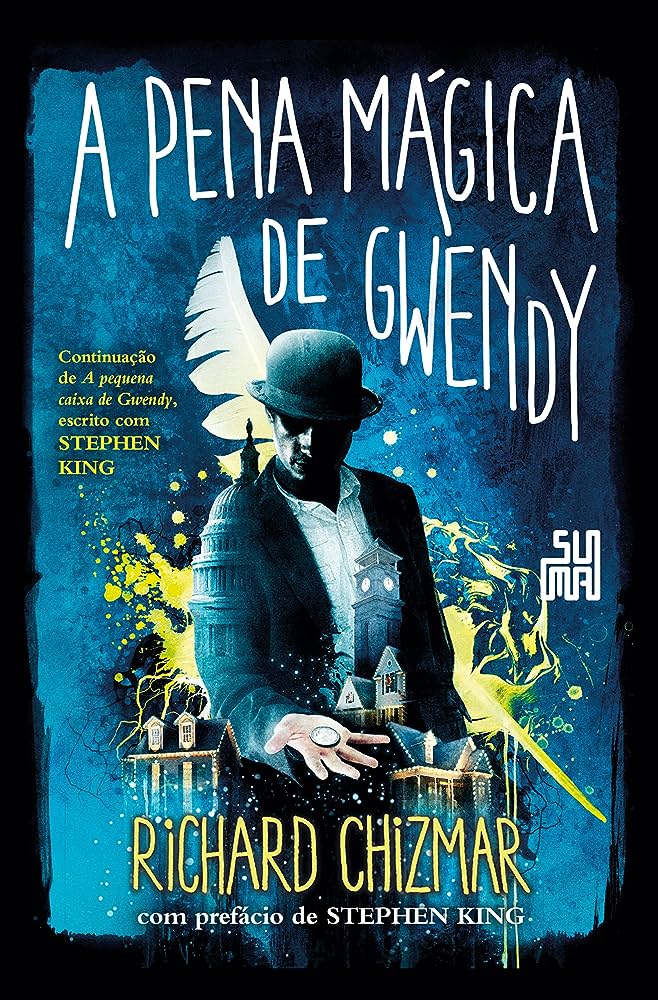 A PENA MÁGICA
DE GWENDY
Continuação
de A pequena
caixa de Gwendy,
escrito com
STEPHEN
KING
SUMA
RICHARD CHIZMAR
com prefácio de STEPHEN KING